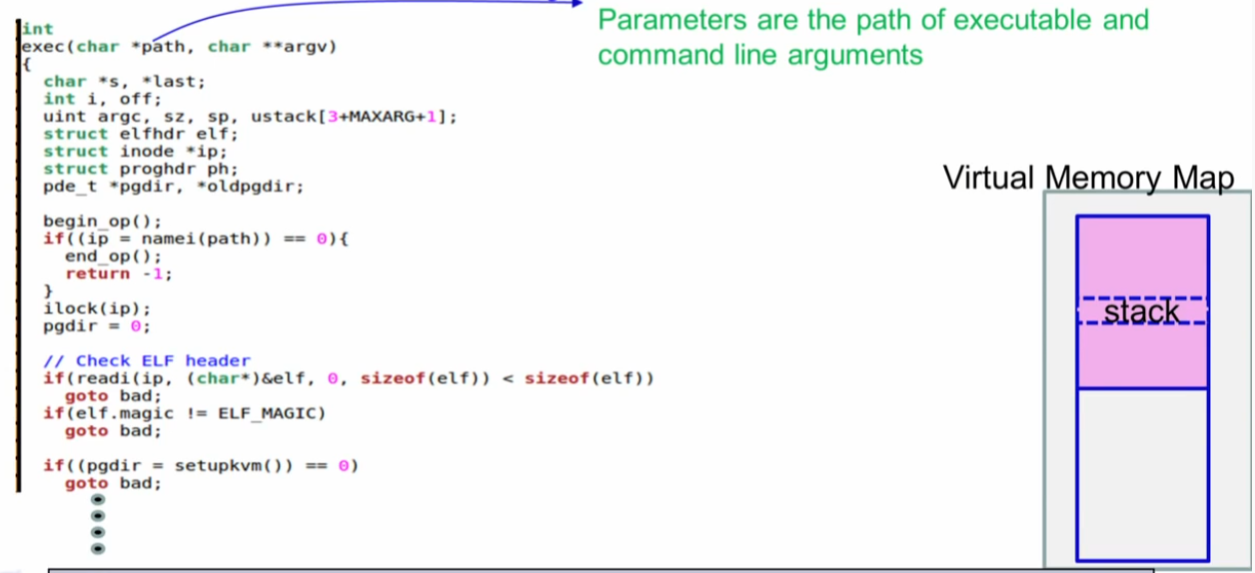 int
exec(char *path, char **argv)
{
  char *s, *last;
  int i, off;
  uint argc, sz, sp, ustack[3+MAXARG+1];
  struct elfhdr elf;
  struct inode *ip;
  struct proghdr ph;
  pde_t *pgdir, *oldpgdir;

  begin_op();
  if((ip = namei(path)) == 0){
    end_op();
    return -1;
  }
  ilock(ip);
  pgdir = 0;

  // Check ELF header
  if(readi(ip, (char*)&elf, 0, sizeof(elf)) < sizeof(elf))
    goto bad;
  if(elf.magic != ELF_MAGIC)
    goto bad;

  if((pgdir = setupkvm()) == 0)
    goto bad;
Parameters are the path of executable and
command line arguments
Virtual Memory Map
stack